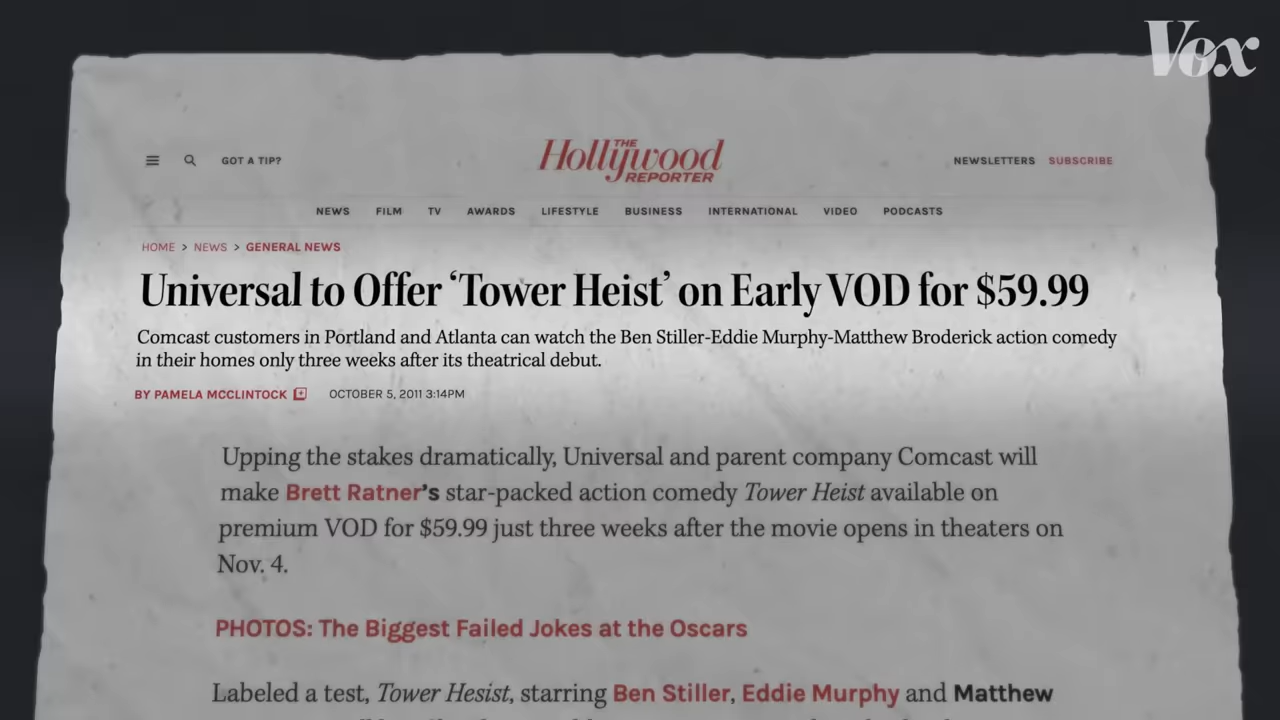 Vox
GOT A TIP?
THE
Hollywood
REPORTER
NEWSLETTERS SUBSCRIBE
NEWS FILM TV AWARDS LIFESTYLE BUSINESS INTERNATIONAL VIDEO PODCASTS
HOME > NEWS > GENERAL NEWS
Universal to Offer ‘Tower Heist’ on Early VOD for $59.99
Comcast customers in Portland and Atlanta can watch the Ben Stiller-Eddie Murphy-Matthew Broderick action comedy
in their homes only three weeks after its theatrical debut.
BY PAMELA MCCLINTOCK OCTOBER 5, 2011 3:14PM
Upping the stakes dramatically, Universal and parent company Comcast will
make Brett Ratner’s star-packed action comedy Tower Heist available on
premium VOD for $59.99 just three weeks after the movie opens in theaters on
Nov. 4.
PHOTOS: The Biggest Failed Jokes at the Oscars
Labeled a test, Tower Hesist, starring Ben Stiller, Eddie Murphy and Matthew